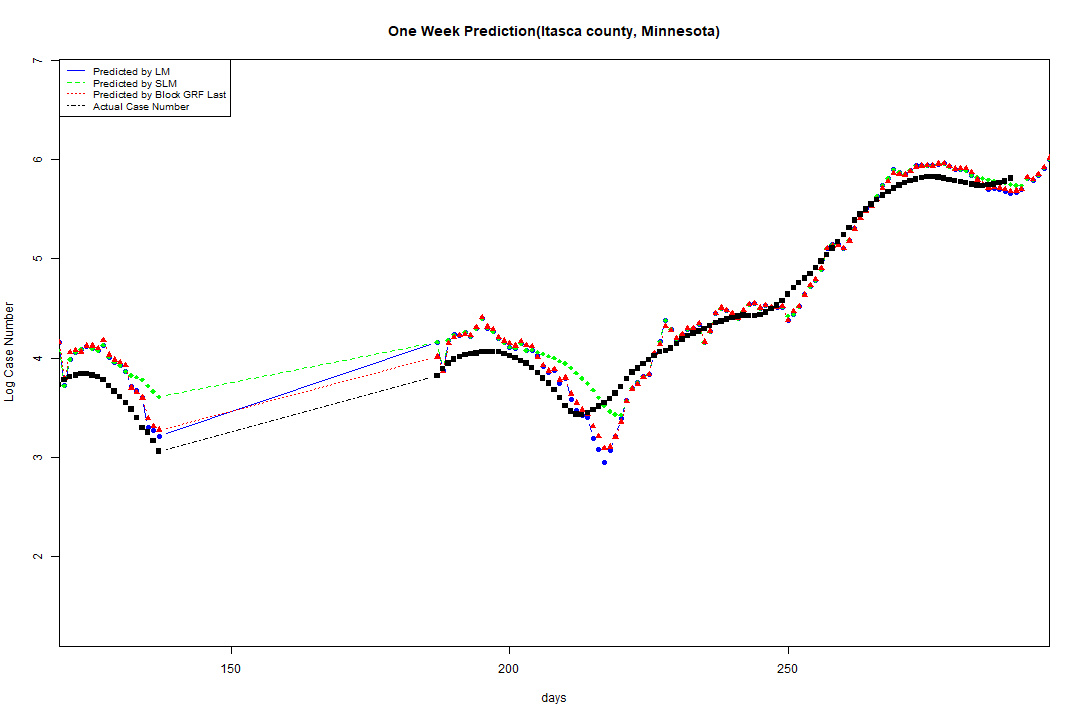 One Week Prediction(Itasca county, Minnesota)
Predicted by LM
Predicted by SLM
Predicted by Block GRF Last
Actual Case Number
7
6
5
4
3
2
Log Case Number
150
200
250
days